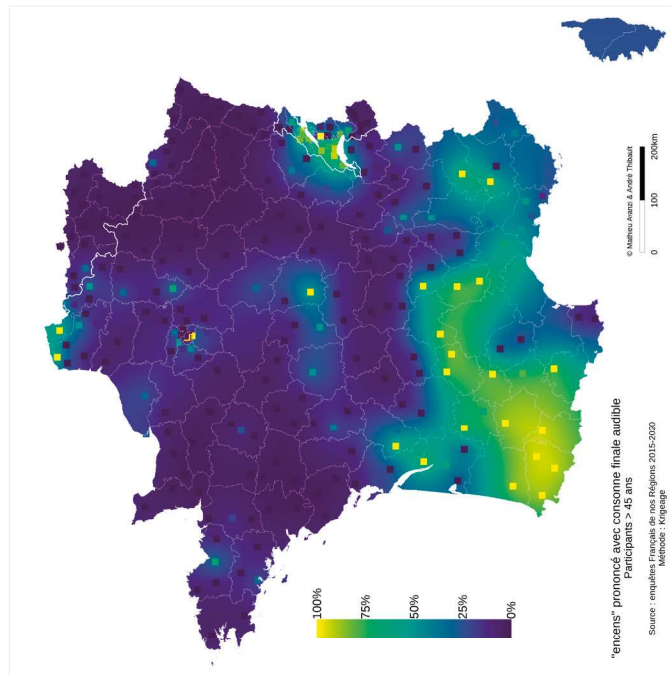 © Mathieu Avanzi & André Thibault
0 100 200km
100%
75%
50%
25%
0%
"encens" prononcé avec consonne finale audible
Participants > 45 ans
Source : enquêtes Français de nos Régions 2015-2020
Méthode : Krigeage